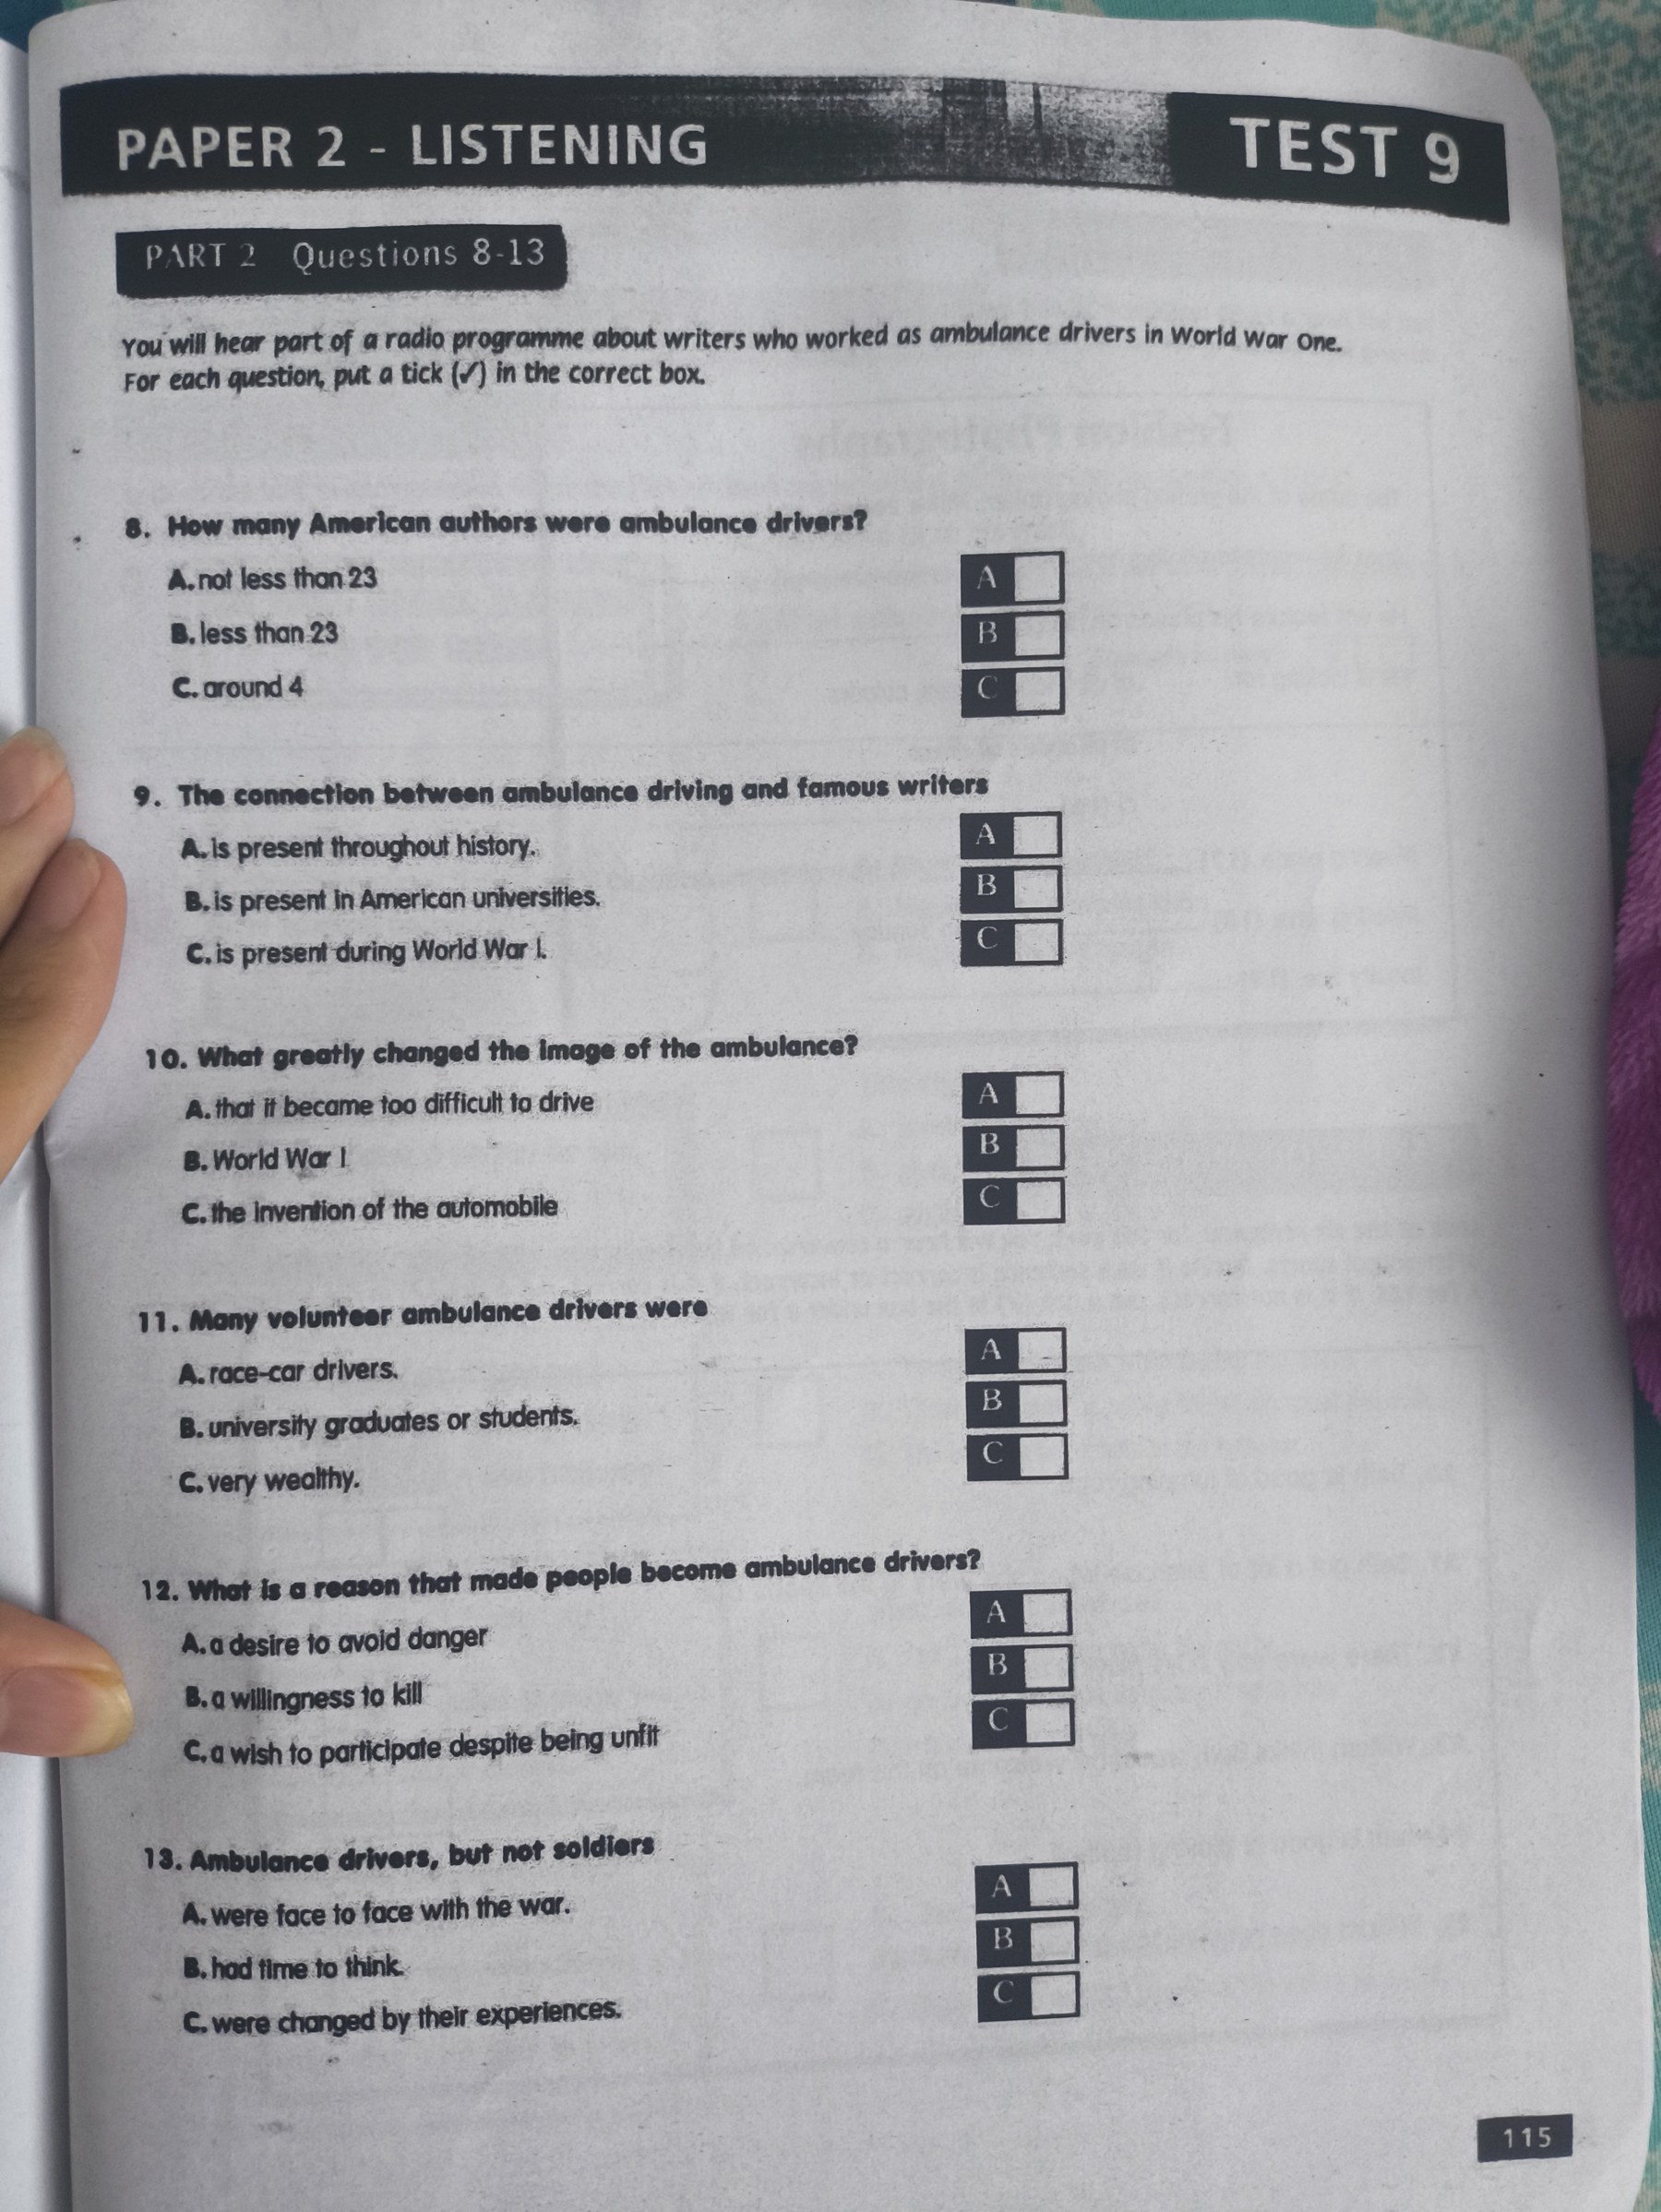 PAPER 2 - LISTENING
TEST 9
PART 2 Questions 8-13
You will hear part of a radio programme about writers who worked as ambulance drivers in World War One.
For each question, put a tick (✓) in the correct box.
8. How many American authors were ambulance drivers?
A. not less than 23
A
B. less than 23
B
C. around 4
C
9. The connection between ambulance driving and famous writers
A. is present throughout history.
A
B. is present in American universities.
B
C. is present during World War I.
C
10. What greatly changed the image of the ambulance?
A. that it became too difficult to drive
A
B. World War I
B
C. the invention of the automobile
C
11. Many volunteer ambulance drivers were
A. race-car drivers.
A
B. university graduates or students.
B
C. very wealthy.
C
12. What is a reason that made people become ambulance drivers?
A. a desire to avoid danger
A
B. a willingness to kill
B
C. a wish to participate despite being unfit
C
13. Ambulance drivers, but not soldiers
A. were face to face with the war.
A
B. had time to think.
B
C. were changed by their experiences.
C
115